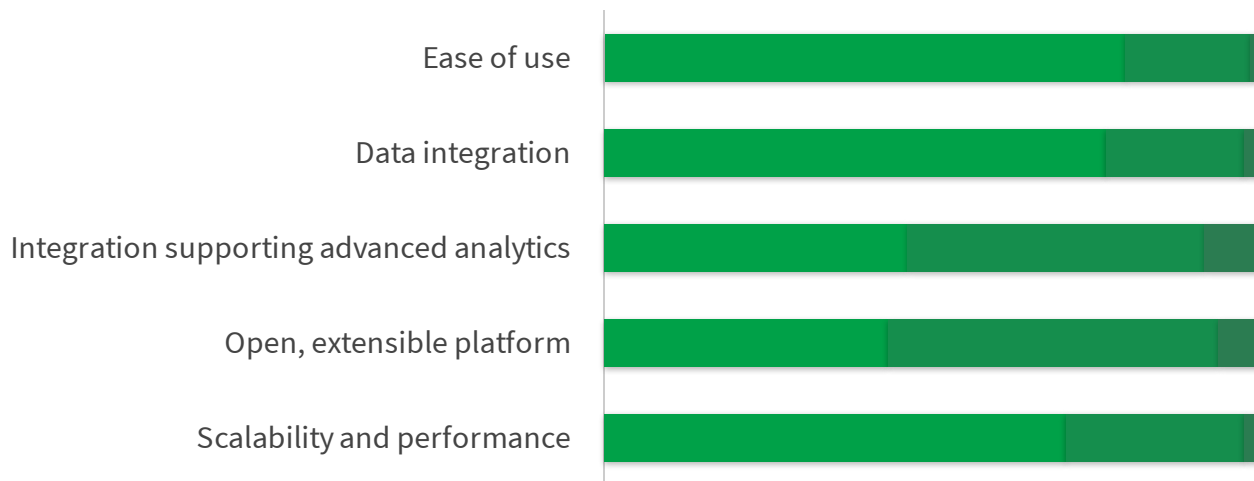 Ease of use
Data integration
Integration supporting advanced analytics
Open, extensible platform
Scalability and performance